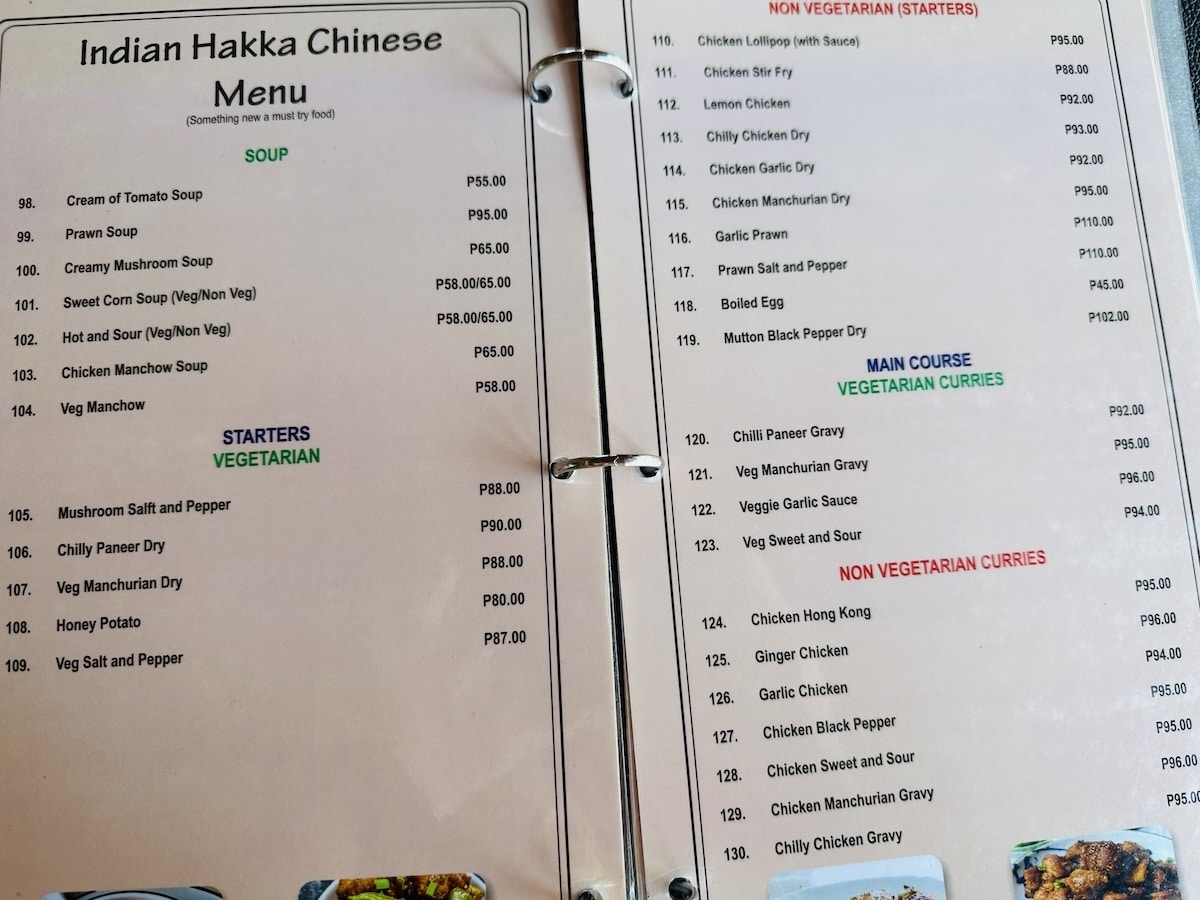 Indian Hakka Chinese
Menu
(Something new a must try food)
SOUP
98. Cream of Tomato Soup P55.00
99. Prawn Soup P95.00
100. Creamy Mushroom Soup P65.00
101. Sweet Corn Soup (Veg/Non Veg) P58.00/65.00
102. Hot and Sour (Veg/Non Veg) P58.00/65.00
103. Chicken Manchow Soup P65.00
104. Veg Manchow P58.00
STARTERS
VEGETARIAN
105. Mushroom Salft and Pepper P88.00
106. Chilly Paneer Dry P90.00
107. Veg Manchurian Dry P88.00
108. Honey Potato P80.00
109. Veg Salt and Pepper P87.00
NON VEGETARIAN (STARTERS)
110. Chicken Lollipop (with Sauce) P95.00
111. Chicken Stir Fry P88.00
112. Lemon Chicken P92.00
113. Chilly Chicken Dry P93.00
114. Chicken Garlic Dry P92.00
115. Chicken Manchurian Dry P95.00
116. Garlic Prawn P110.00
117. Prawn Salt and Pepper P110.00
118. Boiled Egg P45.00
119. Mutton Black Pepper Dry P102.00
MAIN COURSE
VEGETARIAN CURRIES
120. Chilli Paneer Gravy P92.00
121. Veg Manchurian Gravy P95.00
122. Veggie Garlic Sauce P96.00
123. Veg Sweet and Sour P94.00
NON VEGETARIAN CURRIES
124. Chicken Hong Kong P95.00
125. Ginger Chicken P96.00
126. Garlic Chicken P94.00
127. Chicken Black Pepper P95.00
128. Chicken Sweet and Sour P95.00
129. Chicken Manchurian Gravy P96.00
130. Chilly Chicken Gravy P95.00